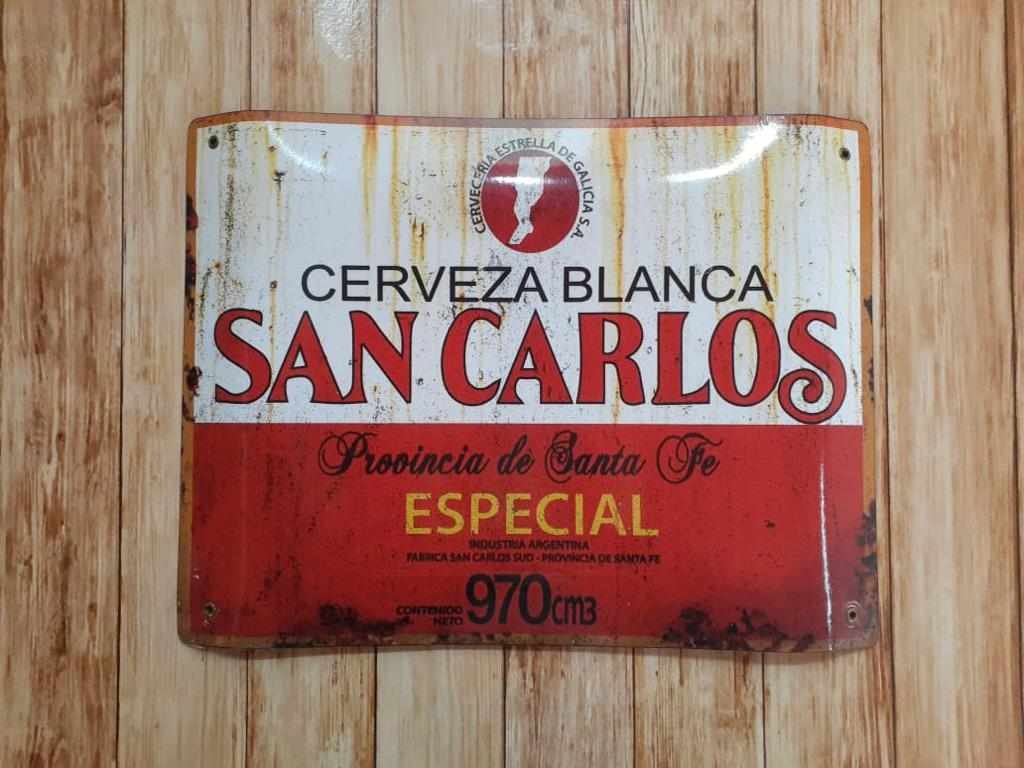 CERVECERIA ESTRELLA DE GALICIA S.A.
CERVEZA BLANCA
SAN CARLOS
Provincia de Santa Fe
ESPECIAL
INDUSTRIA ARGENTINA
FABRICA SAN CARLOS SUD - PROVINCIA DE SANTA FE
CONTENIDO NETO 970cm3